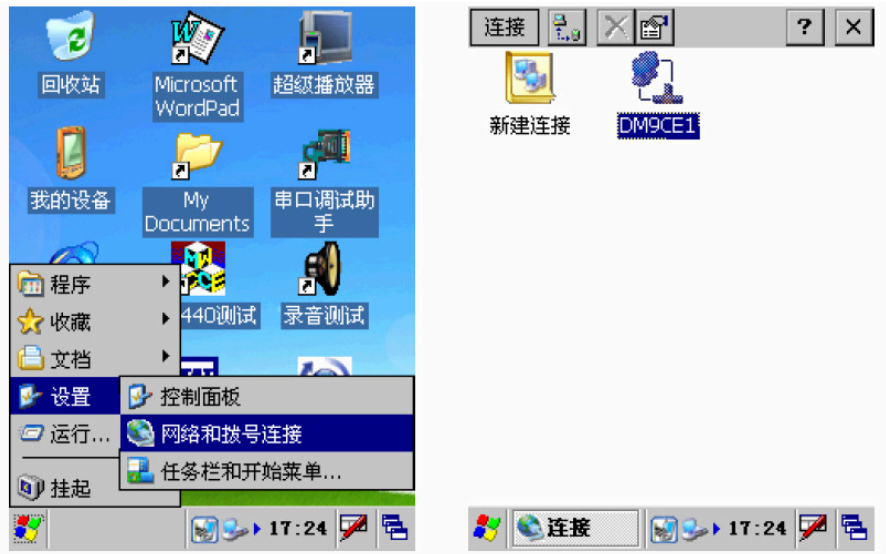 回收站
Microsoft
WordPad
超级播放器
我的设备
My
Documents
串口调试助
手
440测试
录音测试
程序
收藏
文档
设置
运行...
挂起
控制面板
网络和拨号连接
任务栏和开始菜单...
17:24
连接
?
新建连接
DM9CE1
连接
17:24